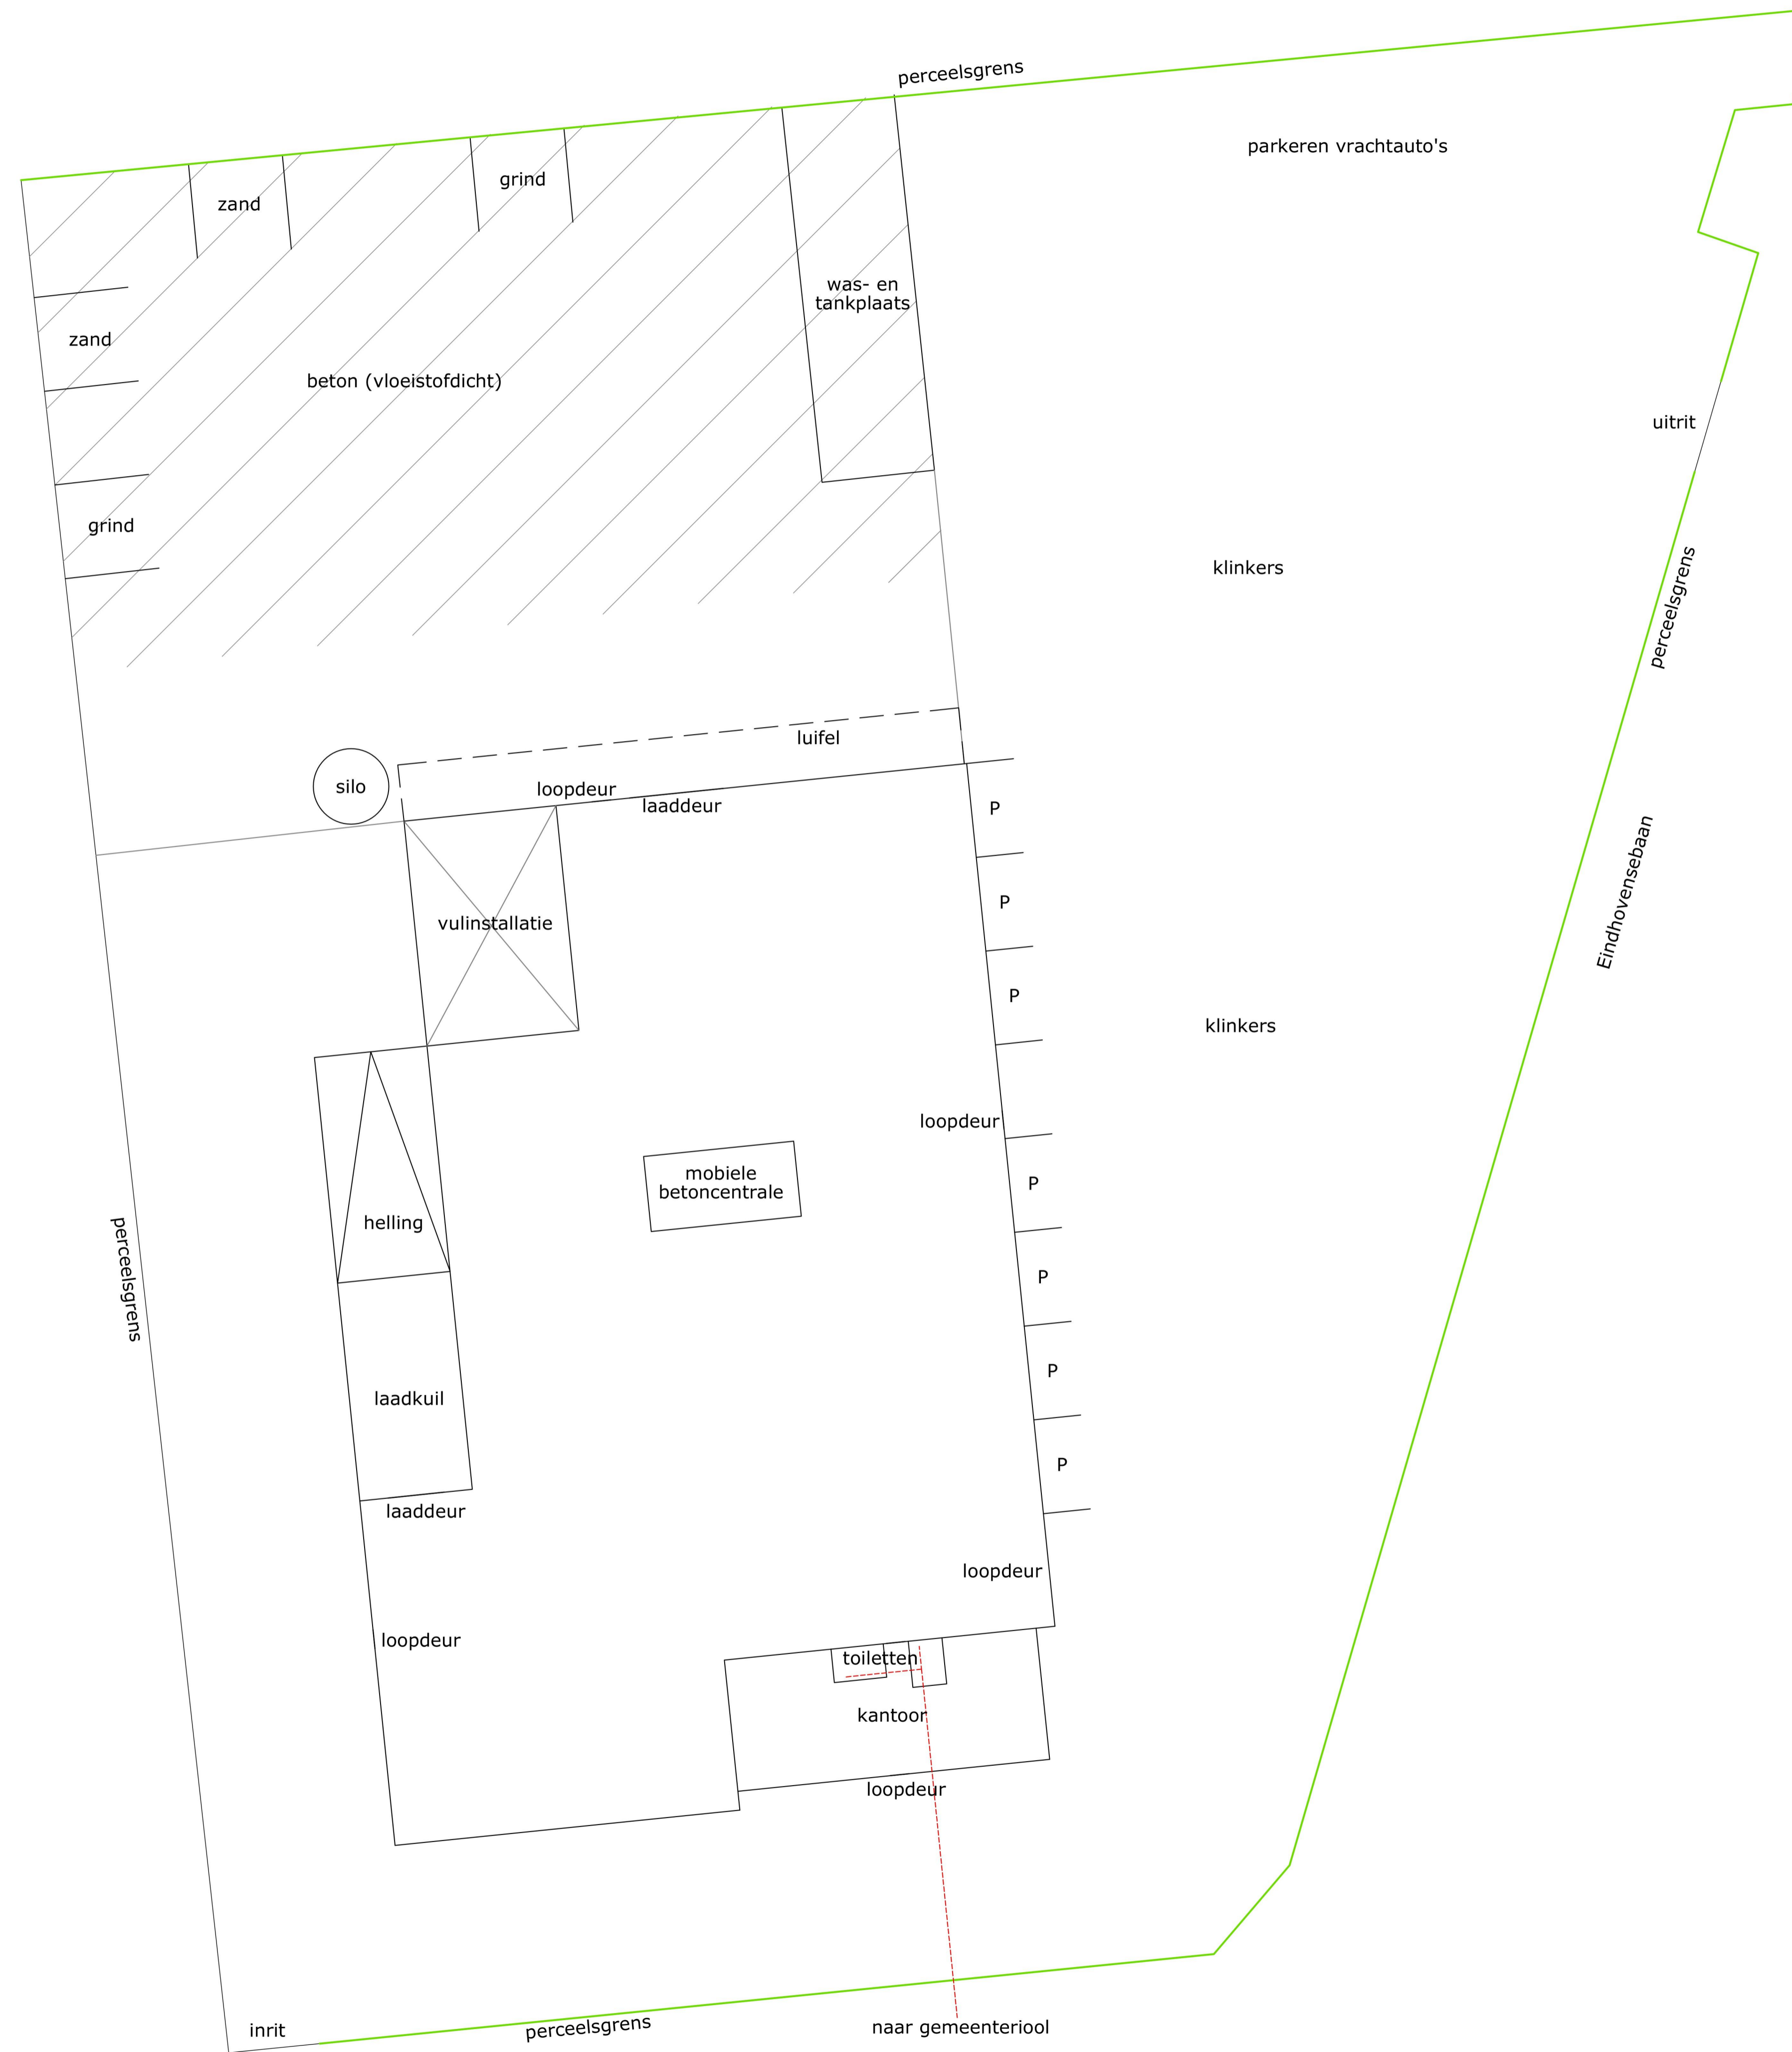 perceelsgrens
parkeren vrachtauto's
grind
zand
was- en
tankplaats
zand
beton (vloeistofdicht)
uitrit
grind
klinkers
perceelsgrens
luifel
silo
loopdeur
laaddeur
P
Eindhovensebaan
P
vulinstallatie
P
klinkers
loopdeur
mobiele
betoncentrale
P
helling
perceelsgrens
P
P
laadkuil
P
laaddeur
loopdeur
loopdeur
toiletten
kantoor
loopdeur
inrit
perceelsgrens
naar gemeenteriool